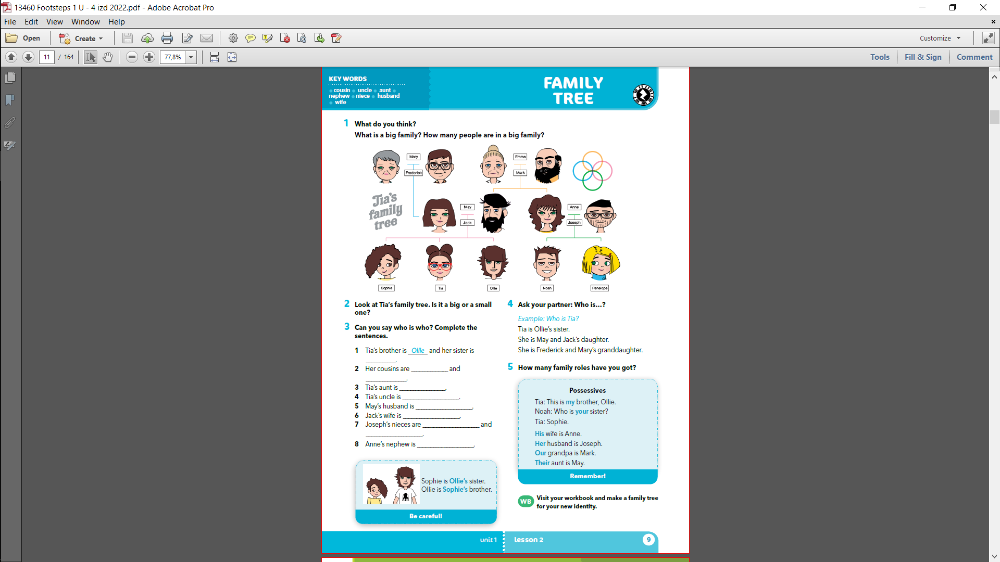 13460 Footsteps 1 U - 4 izd 2022.pdf - Adobe Acrobat Pro
File Edit View Window Help
Open Create Customize
11 / 164 77,8% Tools Fill & Sign Comment
KEY WORDS
cousin uncle aunt
nephew niece husband
wife
FAMILY
TREE
1 What do you think?
What is a big family? How many people are in a big family?
Mary Emma
Frederick Mark
Tia's
family
tree
May Anne
Jack Joseph
Sophie Tia Ollie Noah Penelope
2 Look at Tia's family tree. Is it a big or a small
one?
3 Can you say who is who? Complete the
sentences.
1 Tia's brother is Ollie and her sister is
__________.
2 Her cousins are ____________ and
______________.
3 Tia's aunt is ________________.
4 Tia's uncle is ____________________.
5 May's husband is ____________________.
6 Jack's wife is ____________________.
7 Joseph's nieces are ____________________ and
____________________.
8 Anne's nephew is ____________________.
Sophie is Ollie's sister.
Ollie is Sophie's brother.
Be careful!
4 Ask your partner: Who is...?
Example: Who is Tia?
Tia is Ollie's sister.
She is May and Jack's daughter.
She is Frederick and Mary's granddaughter.
5 How many family roles have you got?
Possessives
Tia: This is my brother, Ollie.
Noah: Who is your sister?
Tia: Sophie.
His wife is Anne.
Her husband is Joseph.
Our grandpa is Mark.
Their aunt is May.
Remember!
WB Visit your workbook and make a family tree
for your new identity.
unit 1 lesson 2 9